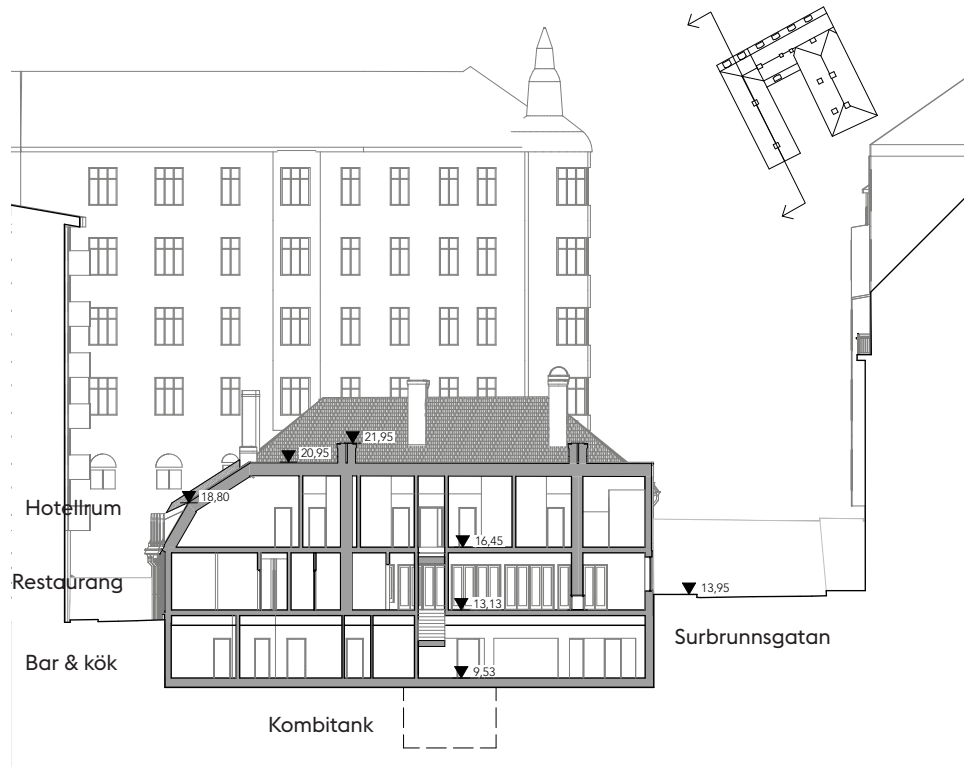 21,95
20,95
18,80
Hotellrum
16,45
Restaurang
13,95
13,13
Surbrunnsgatan
Bar & kök
9,53
Kombitank